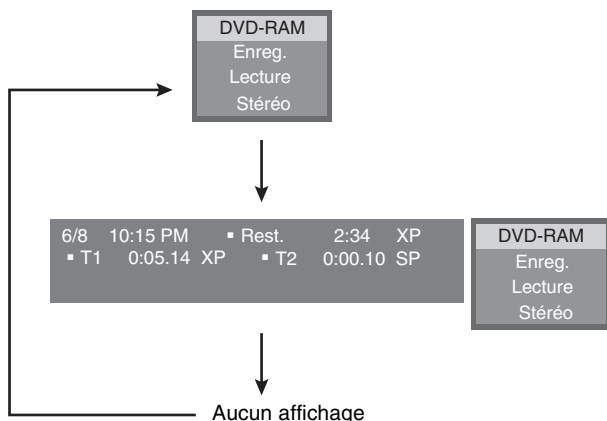 DVD-RAM
Enreg.
Lecture
Stéréo
6/8 10:15 PM ▪ Rest. 2:34 XP
▪ T1 0:05.14 XP ▪ T2 0:00.10 SP
DVD-RAM
Enreg.
Lecture
Stéréo
Aucun affichage